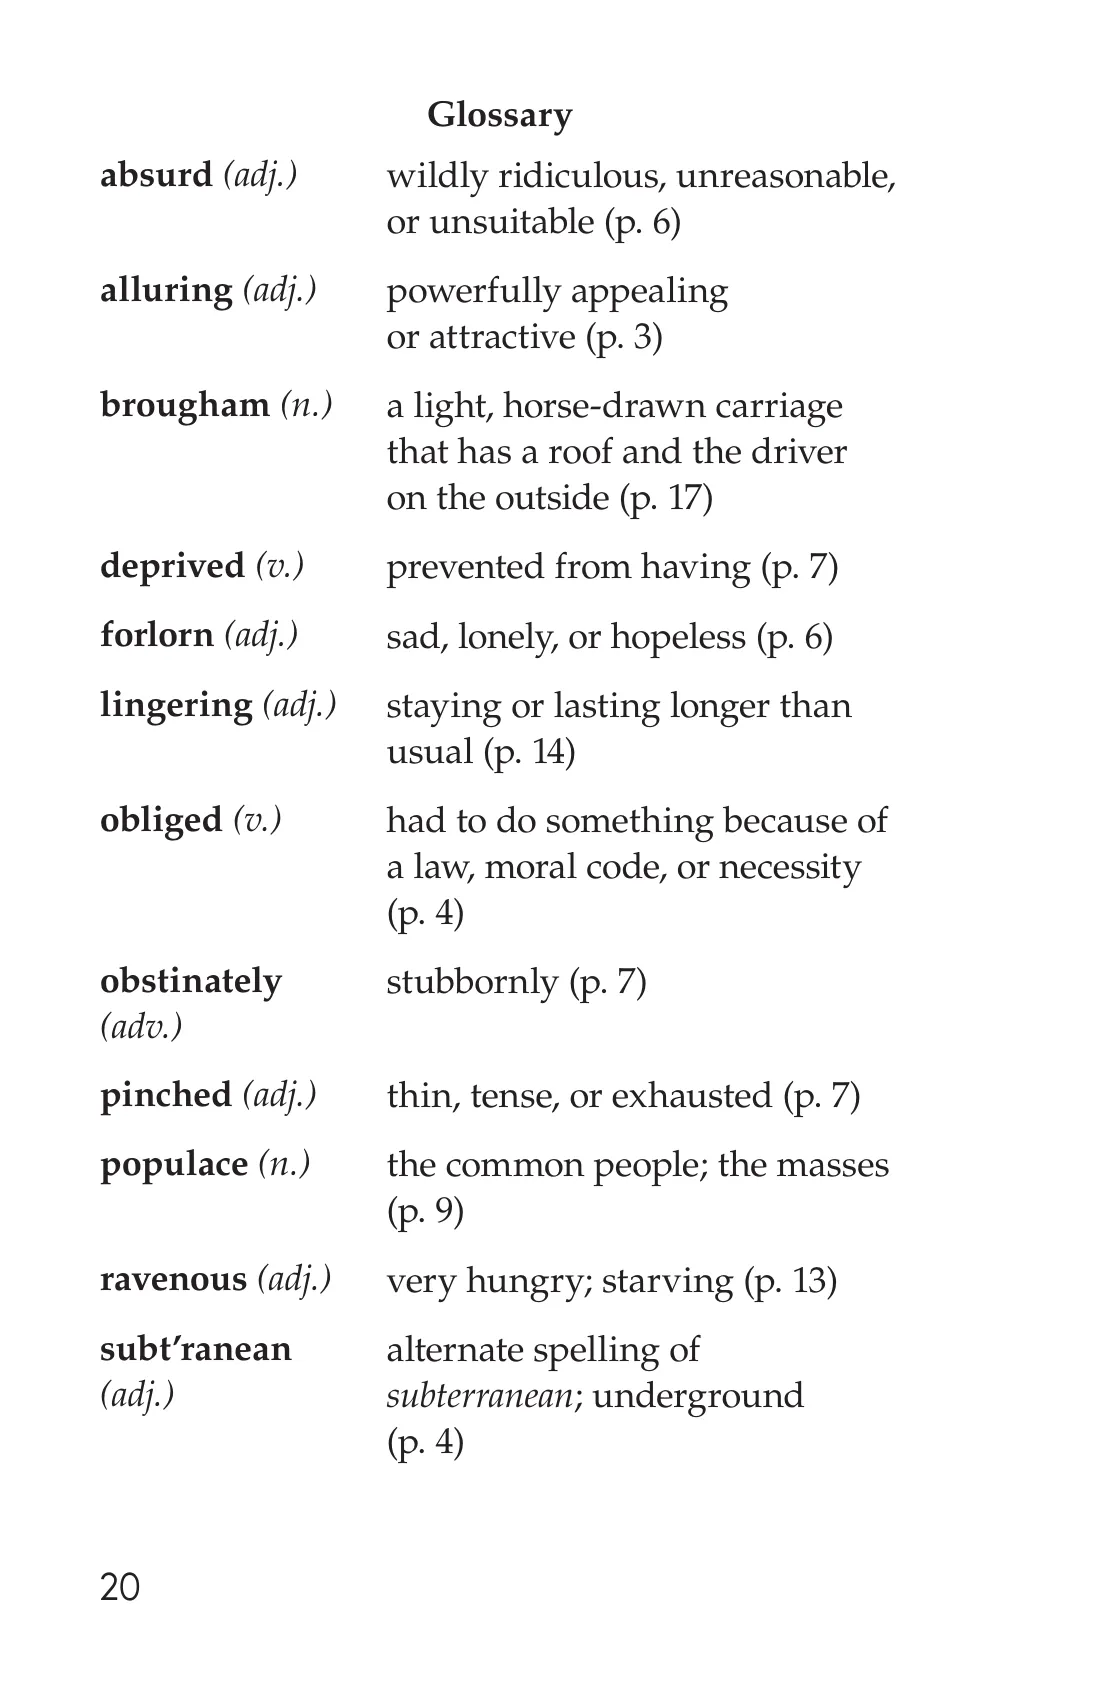 Glossary
absurd (adj.) wildly ridiculous, unreasonable,
or unsuitable (p. 6)
alluring (adj.) powerfully appealing
or attractive (p. 3)
brougham (n.) a light, horse-drawn carriage
that has a roof and the driver
on the outside (p. 17)
deprived (v.) prevented from having (p. 7)
forlorn (adj.) sad, lonely, or hopeless (p. 6)
lingering (adj.) staying or lasting longer than
usual (p. 14)
obliged (v.) had to do something because of
a law, moral code, or necessity
(p. 4)
obstinately stubbornly (p. 7)
(adv.)
pinched (adj.) thin, tense, or exhausted (p. 7)
populace (n.) the common people; the masses
(p. 9)
ravenous (adj.) very hungry; starving (p. 13)
subt’ranean alternate spelling of
(adj.) subterranean; underground
(p. 4)
20